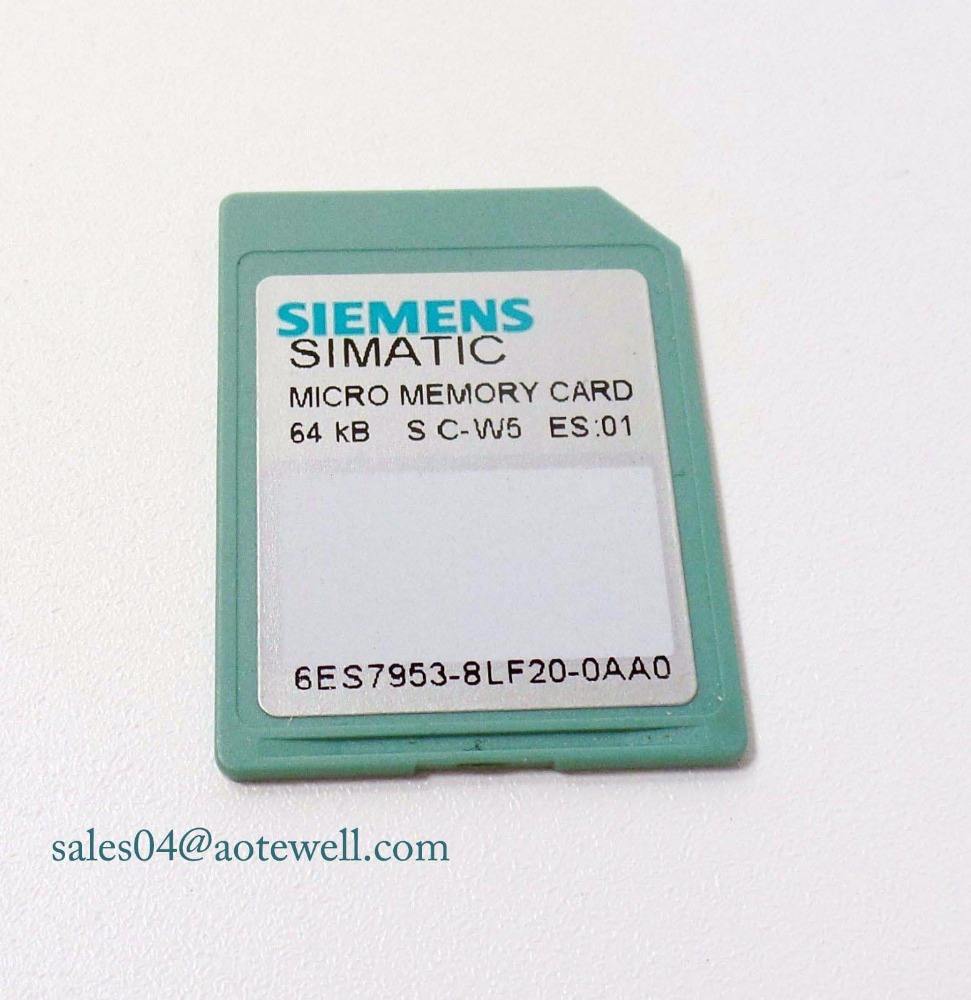 SIEMENS
SIMATIC
MICRO MEMORY CARD
64 kB S C-W5 ES:01
6ES7953-8LF20-0AA0
sales04@aotewell.com